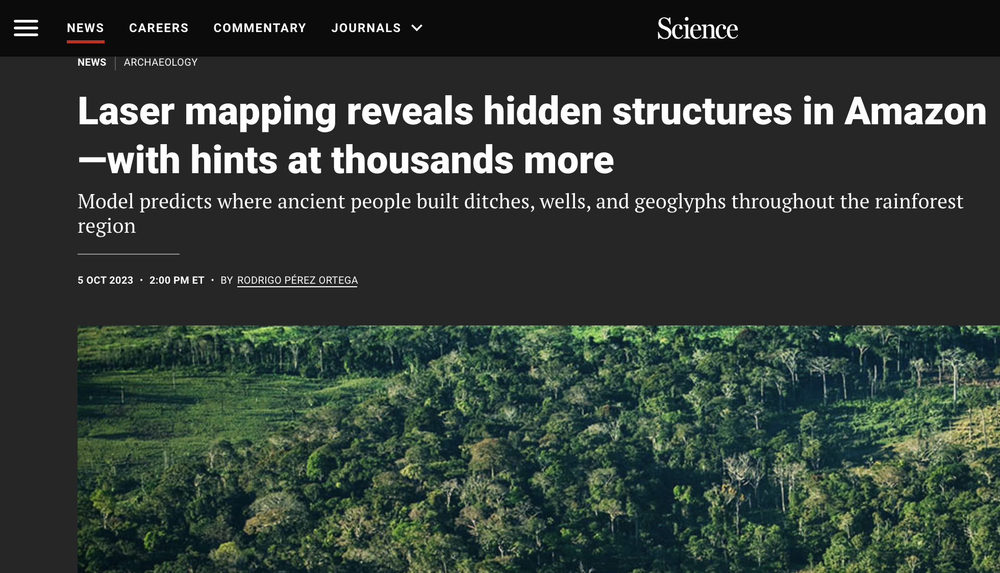 NEWS CAREERS COMMENTARY JOURNALS Science
NEWS ARCHAEOLOGY
Laser mapping reveals hidden structures in Amazon
—with hints at thousands more
Model predicts where ancient people built ditches, wells, and geoglyphs throughout the rainforest
region
5 OCT 2023 • 2:00 PM ET • BY RODRIGO PÉREZ ORTEGA